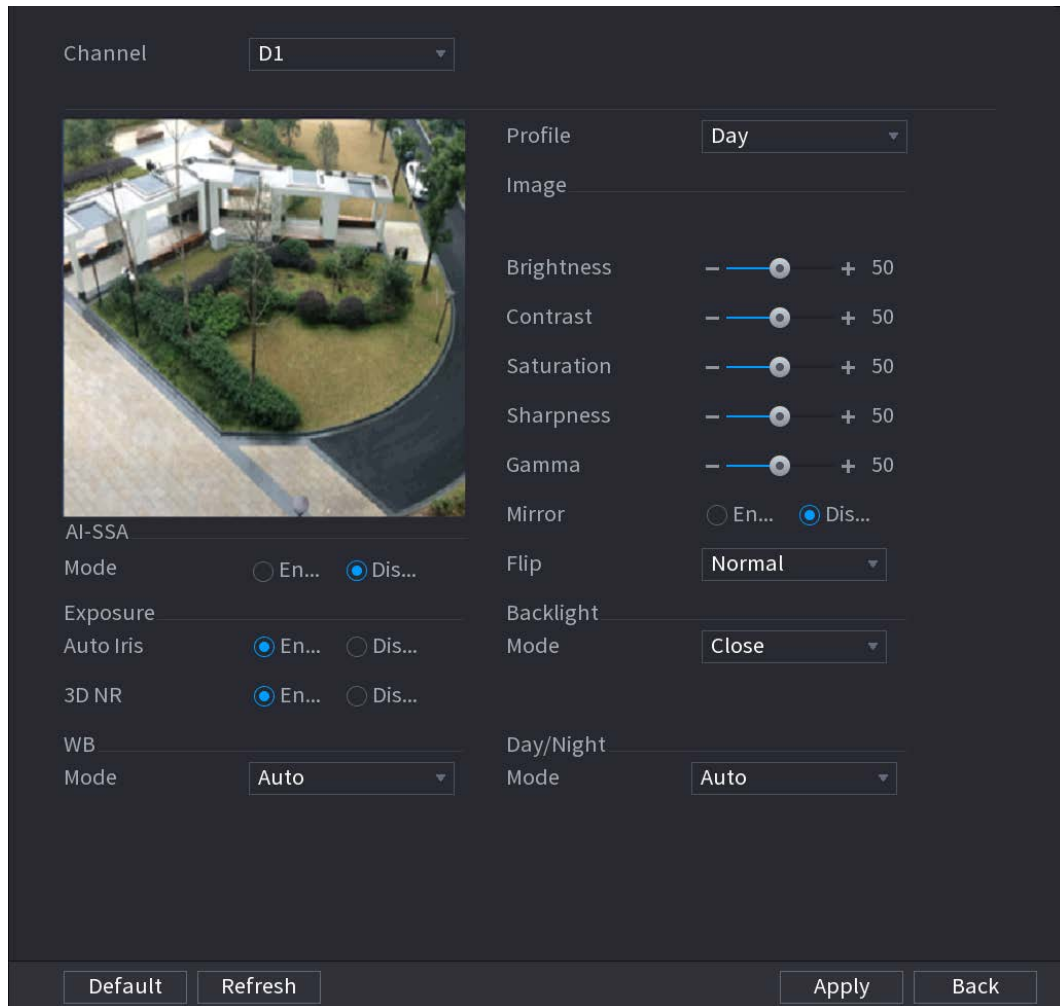 Channel D1
Profile Day
Image
Brightness - + 50
Contrast - + 50
Saturation - + 50
Sharpness - + 50
Gamma - + 50
Mirror En... Dis...
Flip Normal
AI-SSA
Mode En... Dis...
Exposure
Auto Iris En... Dis...
3D NR En... Dis...
Backlight
Mode Close
WB
Mode Auto
Day/Night
Mode Auto
Default Refresh Apply Back